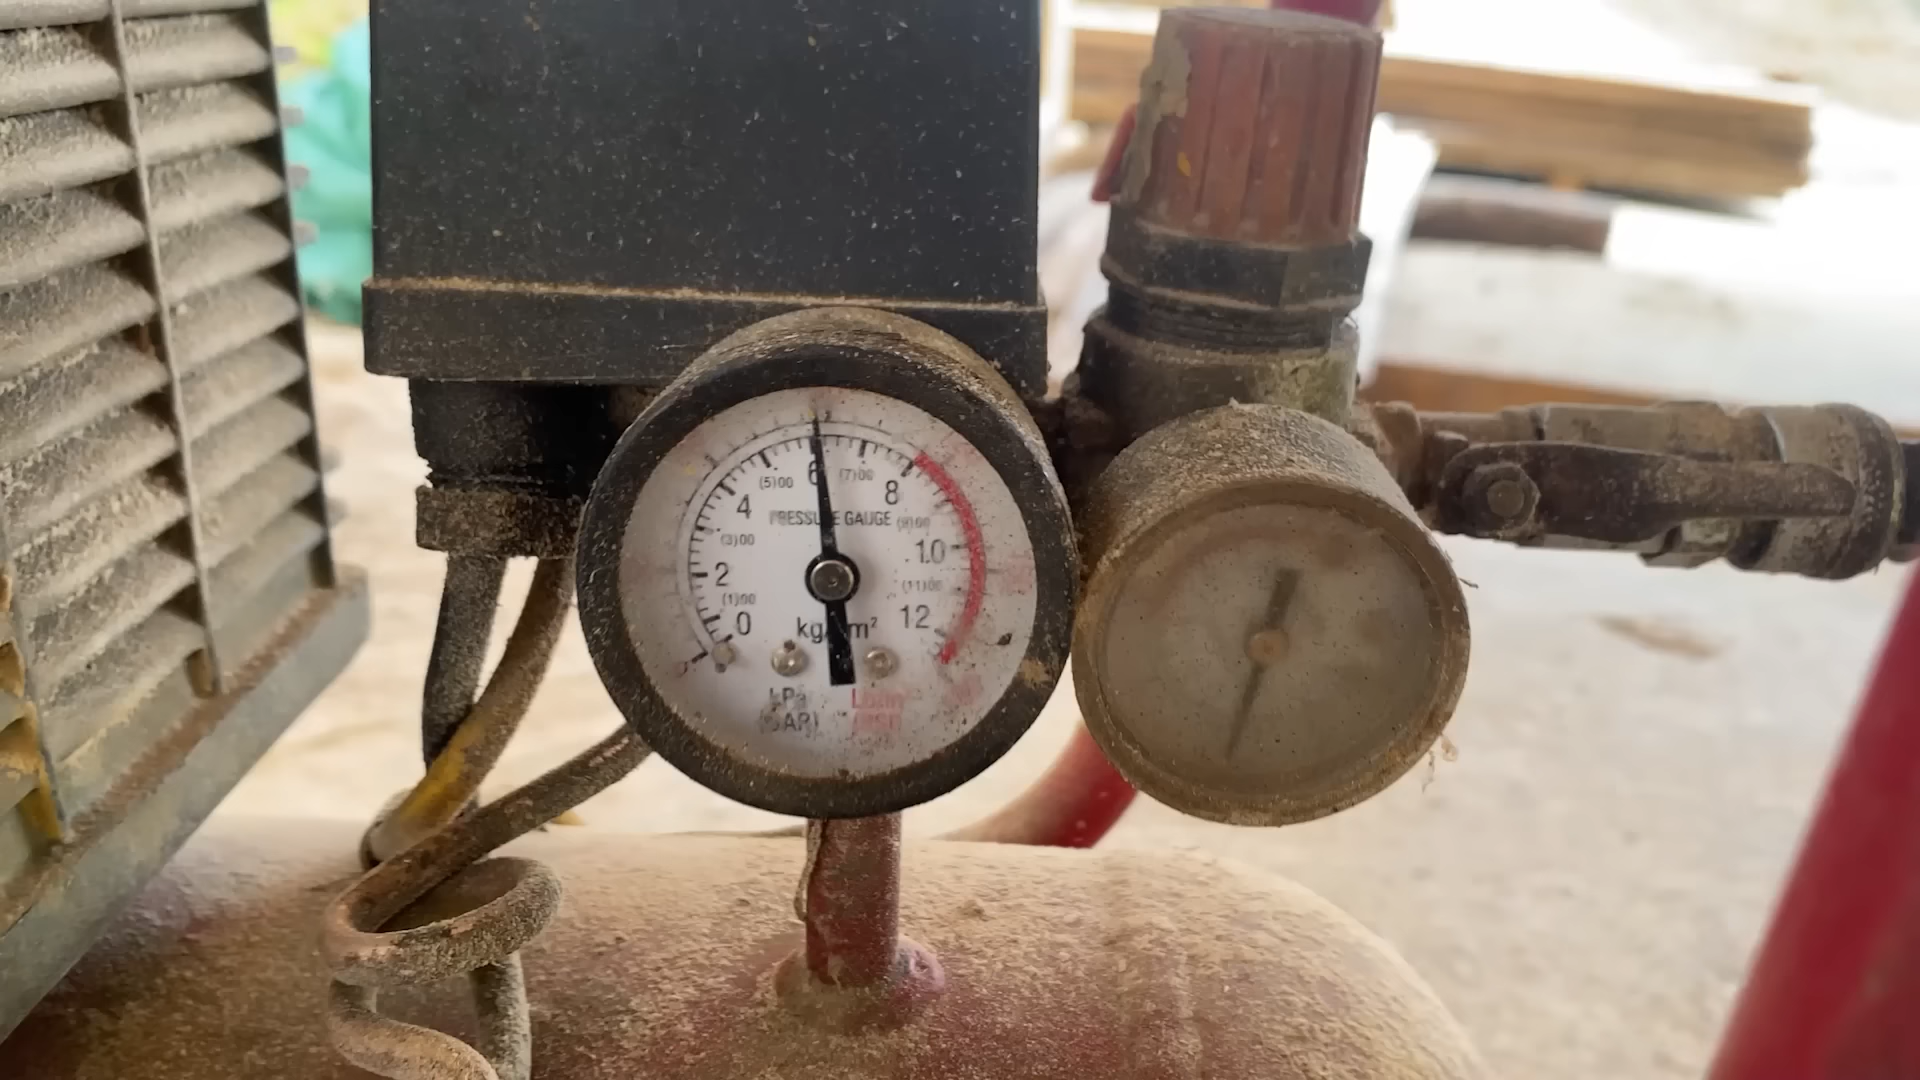 6
(5)00 (7)00
4 8
PRESSURE GAUGE
(3)00 (9)00
2 10
(1)00 (11)00
0 12
kg/cm²
kPa
(BAR)
(PSI)